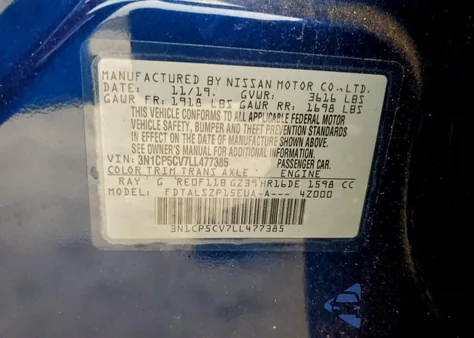 MANUFACTURED BY NISSAN MOTOR CO.,LTD.
DATE: 11/19. GVWR: 3616 LBS
GAWR FR: 1918 LBS GAWR RR: 1698 LBS
THIS VEHICLE CONFORMS TO ALL APPLICABLE FEDERAL MOTOR
VEHICLE SAFETY, BUMPER AND THEFT PREVENTION STANDARDS
IN EFFECT ON THE DATE OF MANUFACTURE SHOWN ABOVE.
SEE OWNER'S MANUAL FOR ADDITIONAL INFORMATION.
VIN: 3N1CP5CV7LL477385 PASSENGER CAR.
COLOR TRIM TRANS AXLE ENGINE
RAY G RE0F11B G239 HR16DE 1598 CC
MODEL: FDTALSZP15EUA-A--- 4Z000
3N1CP5CV7LL477385